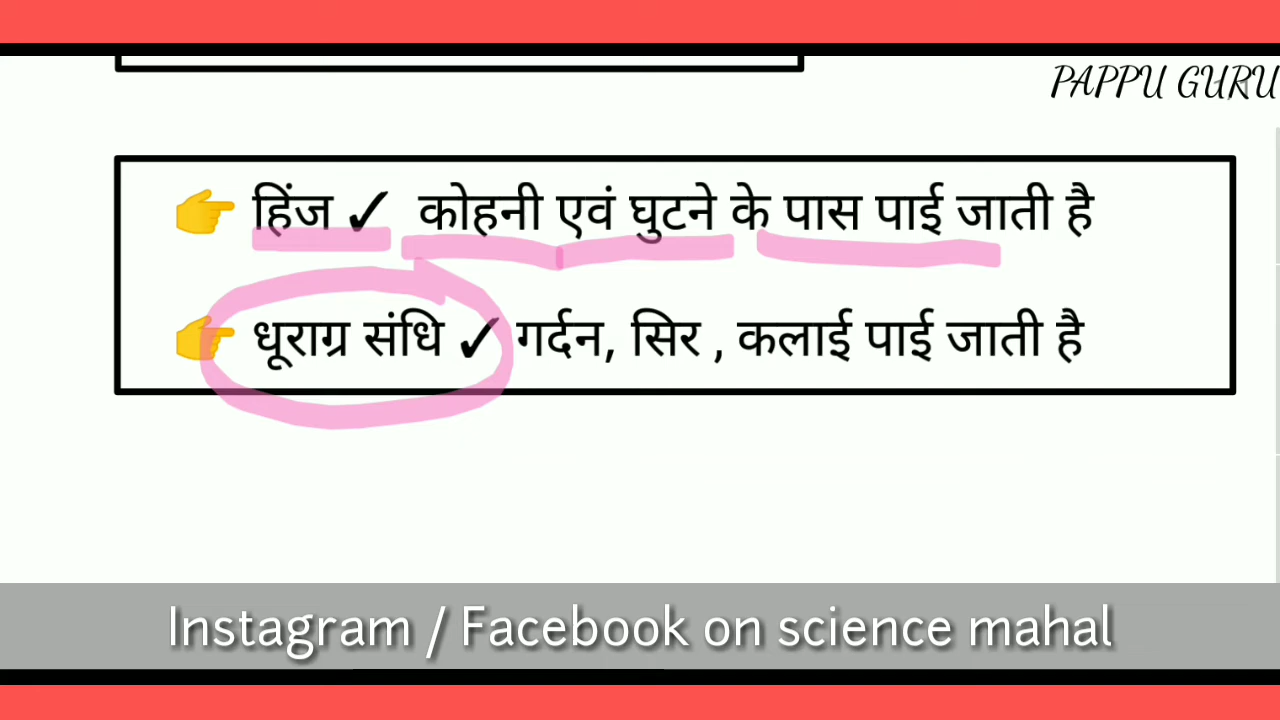 PAPPU GURU
👉 हिंज ✓ कोहनी एवं घुटने के पास पाई जाती है
👉 धूराग्र संधि ✓ गर्दन, सिर , कलाई पाई जाती है
Instagram / Facebook on science mahal